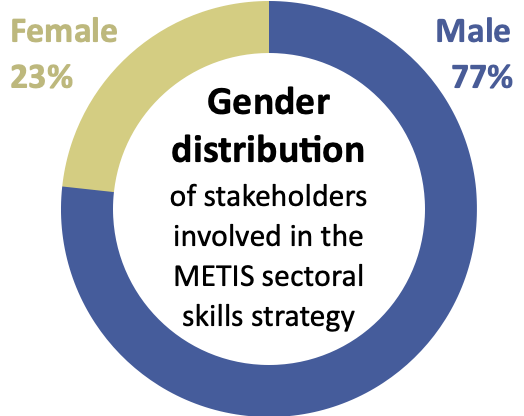 Female
23%
Male
77%
Gender
distribution
of stakeholders
involved in the
METIS sectoral
skills strategy